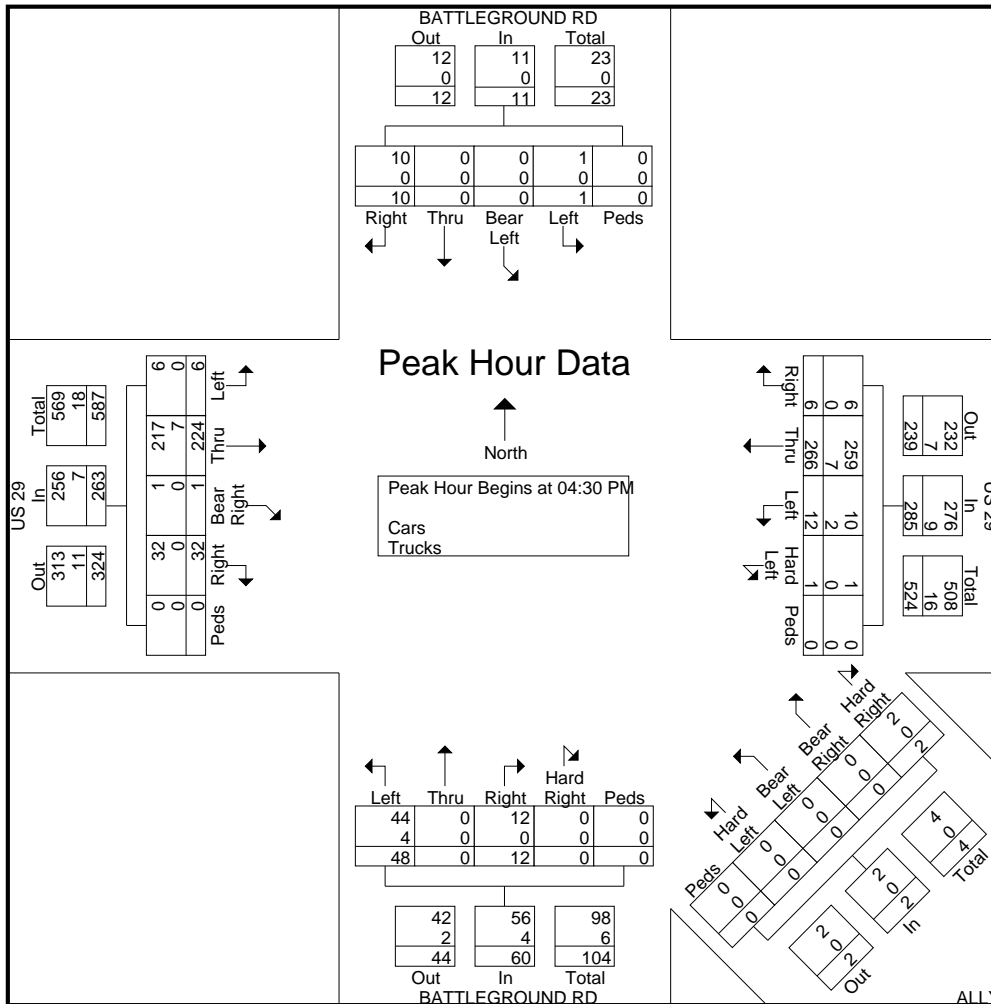 BATTLEGROUND RD
Out In Total
12 11 23
0 0 0
12 11 23
10 0 0 1 0
0 0 0 0 0
10 0 0 1 0
Right Thru Bear Left Left Peds
Peak Hour Data
North
Peak Hour Begins at 04:30 PM
Cars
Trucks
US 29
Total
569
18
587
In
256
7
263
Out
313
11
324
Left
6
0
6
Thru
217
7
224
Bear
Right
1
0
1
Right
32
0
32
Peds
0
0
0
Right
6
0
6
Thru
259
7
266
Left
10
2
12
Hard
Left
1
0
1
Peds
0
0
0
US 29
Out
232
7
239
In
276
9
285
Total
508
16
524
Left Thru Right Hard Right Peds
44 0 12 0 0
4 0 0 0 0
48 0 12 0 0
42 56 98
2 4 6
44 60 104
Out In Total
BATTLEGROUND RD
Hard
Right
2
0
2
Bear
Right
0
0
0
Bear
Left
0
0
0
Hard
Left
0
0
0
Peds
0
0
0
Total
4
0
4
In
2
0
2
Out
2
0
2